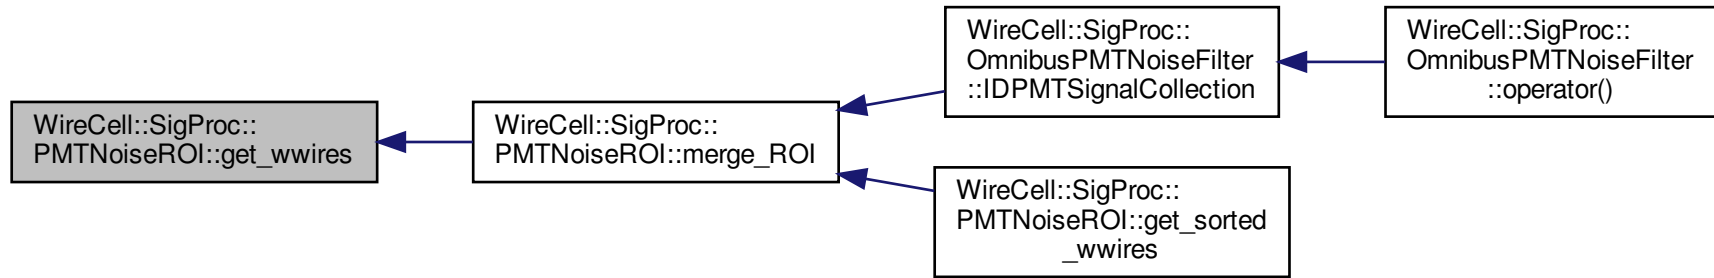 WireCell::SigProc::
PMTNoiseROI::get_wwires
WireCell::SigProc::
PMTNoiseROI::merge_ROI
WireCell::SigProc::
OmnibusPMTNoiseFilter
::IDPMTSignalCollection
WireCell::SigProc::
OmnibusPMTNoiseFilter
::operator()
WireCell::SigProc::
PMTNoiseROI::get_sorted
_wwires